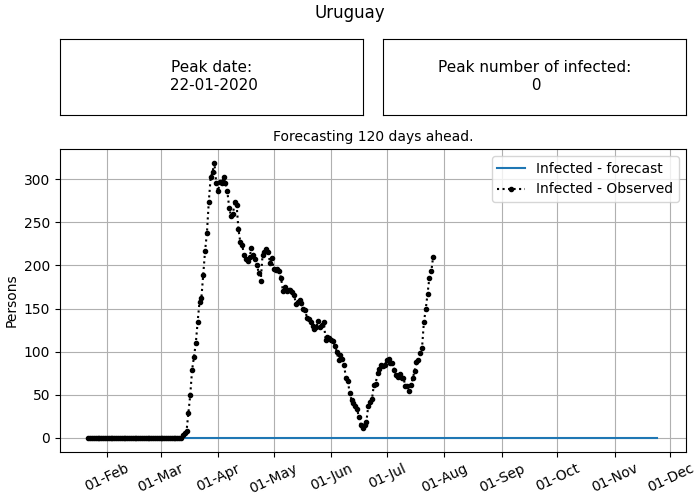 Uruguay
Peak date:
22-01-2020
Peak number of infected:
0
Forecasting 120 days ahead.
Infected - forecast
Infected - Observed
Persons
300
250
200
150
100
50
0
01-Feb
01-Mar
01-Apr
01-May
01-Jun
01-Jul
01-Aug
01-Sep
01-Oct
01-Nov
01-Dec